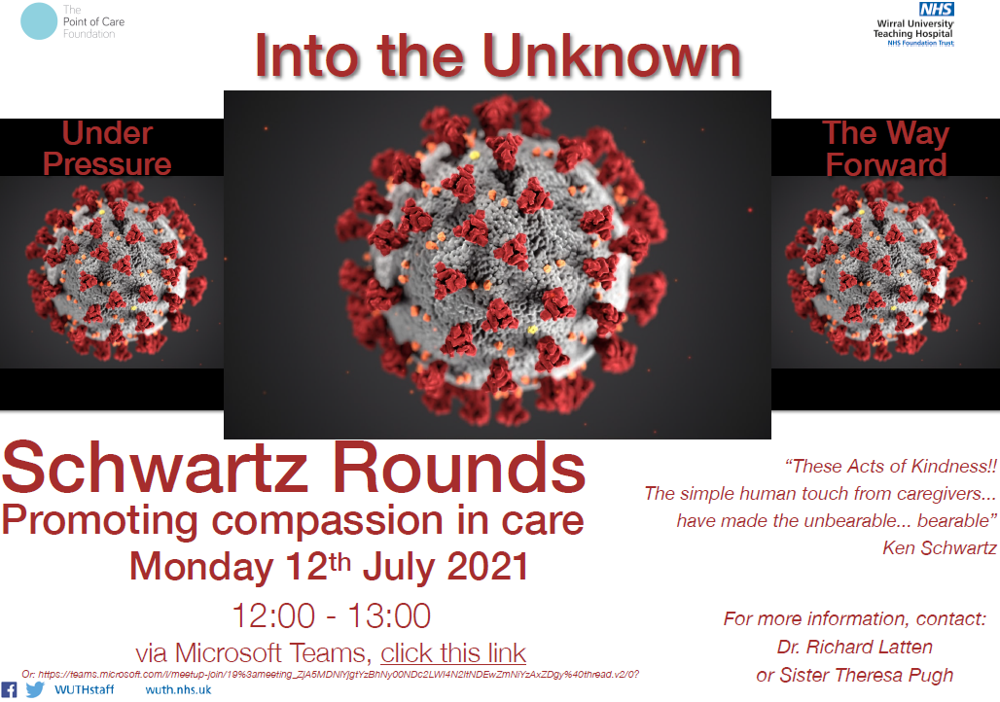 The
Point of Care
Foundation
NHS
Wirral University
Teaching Hospital
NHS Foundation Trust
Into the Unknown
Under
Pressure
The Way
Forward
Schwartz Rounds
Promoting compassion in care
Monday 12th July 2021
12:00 - 13:00
via Microsoft Teams, click this link
Or: https://teams.microsoft.com/l/meetup-join/19%3ameeting_ZjA5MDNlYjgtYzBhNy00NDc2LWI4N2ItNDEwZmNiYzAxZDgy%40thread.v2/0?
WUTHstaff wuth.nhs.uk
“These Acts of Kindness!!
The simple human touch from caregivers...
have made the unbearable... bearable”
Ken Schwartz
For more information, contact:
Dr. Richard Latten
or Sister Theresa Pugh